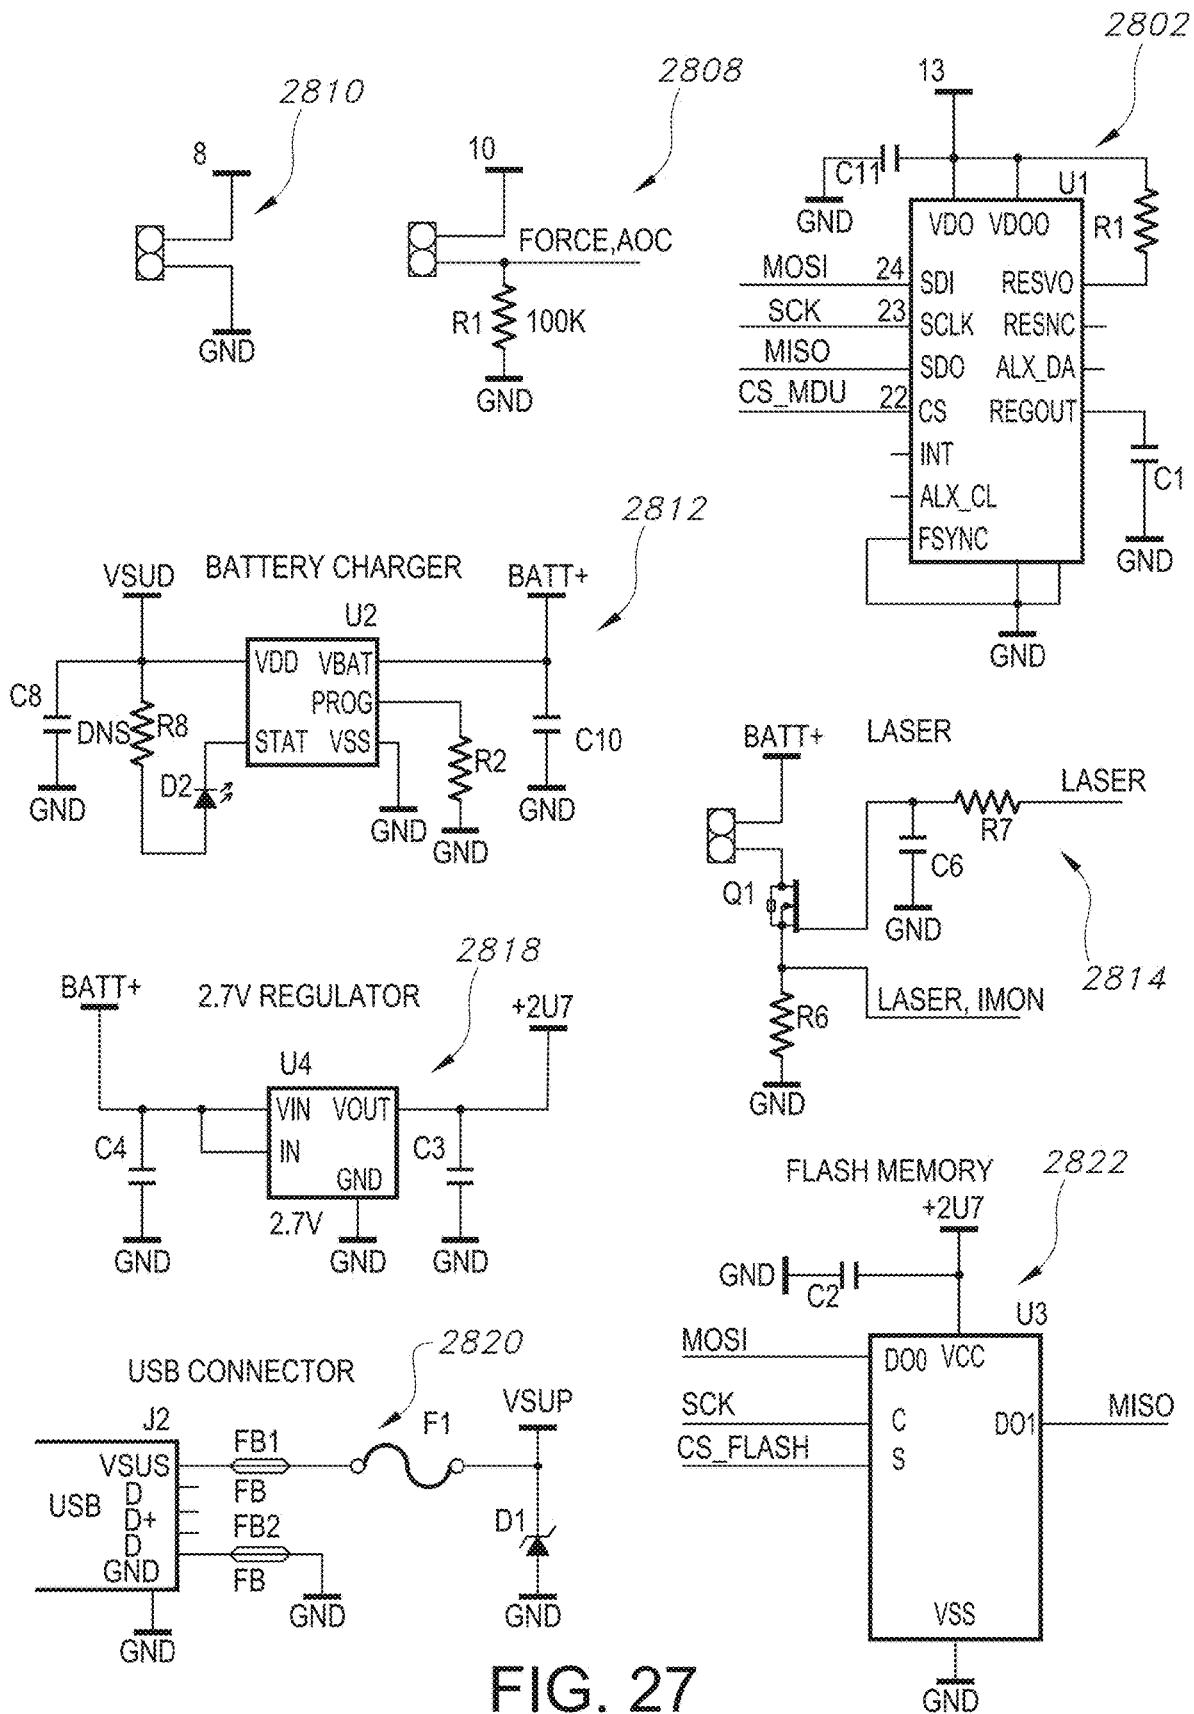 2810
8
GND
2808
10
FORCE,AOC
R1 100K
GND
2802
13
C11
GND
U1
VDO VDOO
R1
MOSI 24 SDI RESVO
SCK 23 SCLK RESNC
MISO SDO ALX_DA
CS_MDU 22 CS REGOUT
INT
ALX_CL
FSYNC
C1
GND
GND
2812
BATTERY CHARGER
VSUD
BATT+
U2
VDD VBAT
PROG
STAT VSS
C8
DNS R8
D2
R2
C10
GND
GND
GND
GND
LASER
BATT+
LASER
R7
C6
GND
Q1
2814
LASER, IMON
R6
GND
2818
2.7V REGULATOR
BATT+
+2U7
U4
VIN VOUT
IN
GND
C4
C3
2.7V
GND
GND
GND
2822
FLASH MEMORY
+2U7
GND
C2
U3
MOSI DO0 VCC
SCK C DO1 MISO
CS_FLASH S
VSS
GND
2820
USB CONNECTOR
J2
VSUS
USB
D
D+
D
GND
FB1
FB
FB2
FB
F1
VSUP
D1
GND
GND
GND
FIG. 27